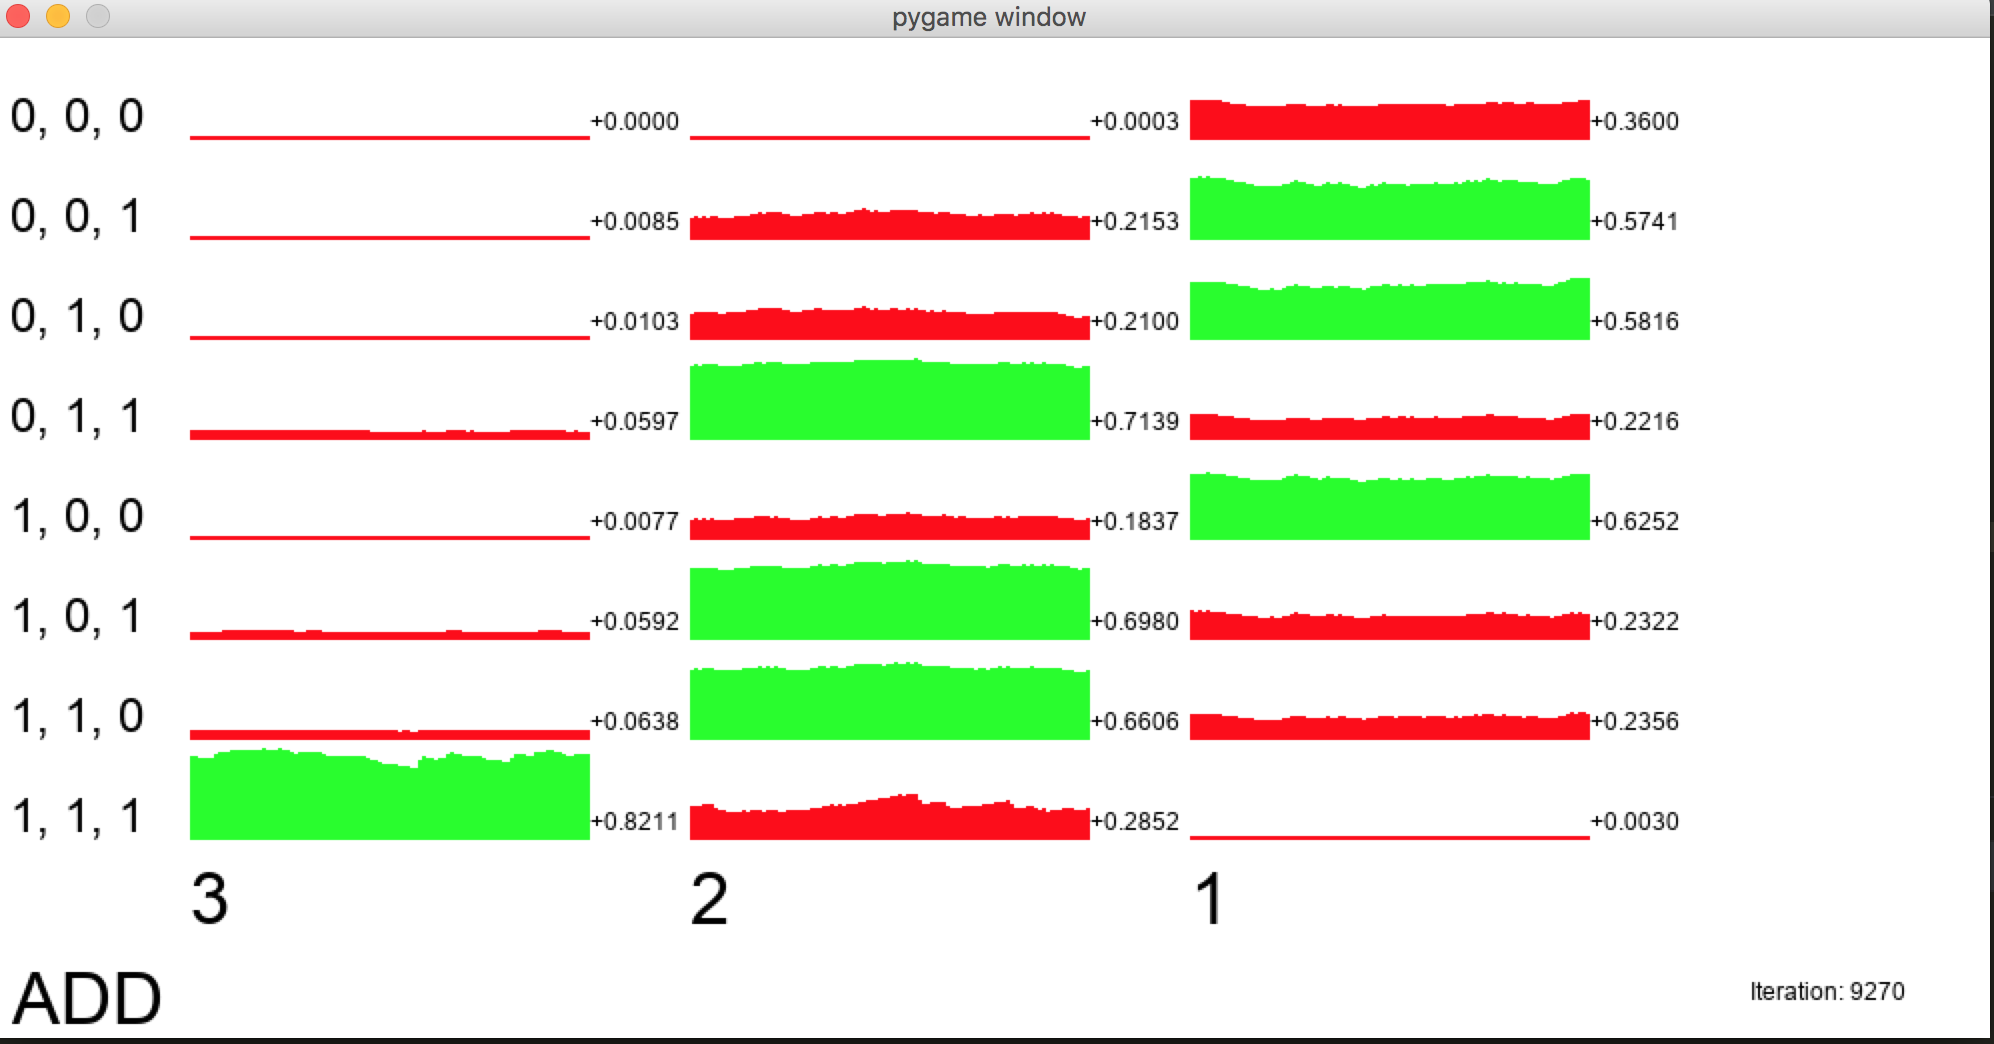 pygame window
0, 0, 0 +0.0000 +0.0003 +0.3600
0, 0, 1 +0.0085 +0.2153 +0.5741
0, 1, 0 +0.0103 +0.2100 +0.5816
0, 1, 1 +0.0597 +0.7139 +0.2216
1, 0, 0 +0.0077 +0.1837 +0.6252
1, 0, 1 +0.0592 +0.6980 +0.2322
1, 1, 0 +0.0638 +0.6606 +0.2356
1, 1, 1 +0.8211 +0.2852 +0.0030
3 2 1
ADD Iteration: 9270